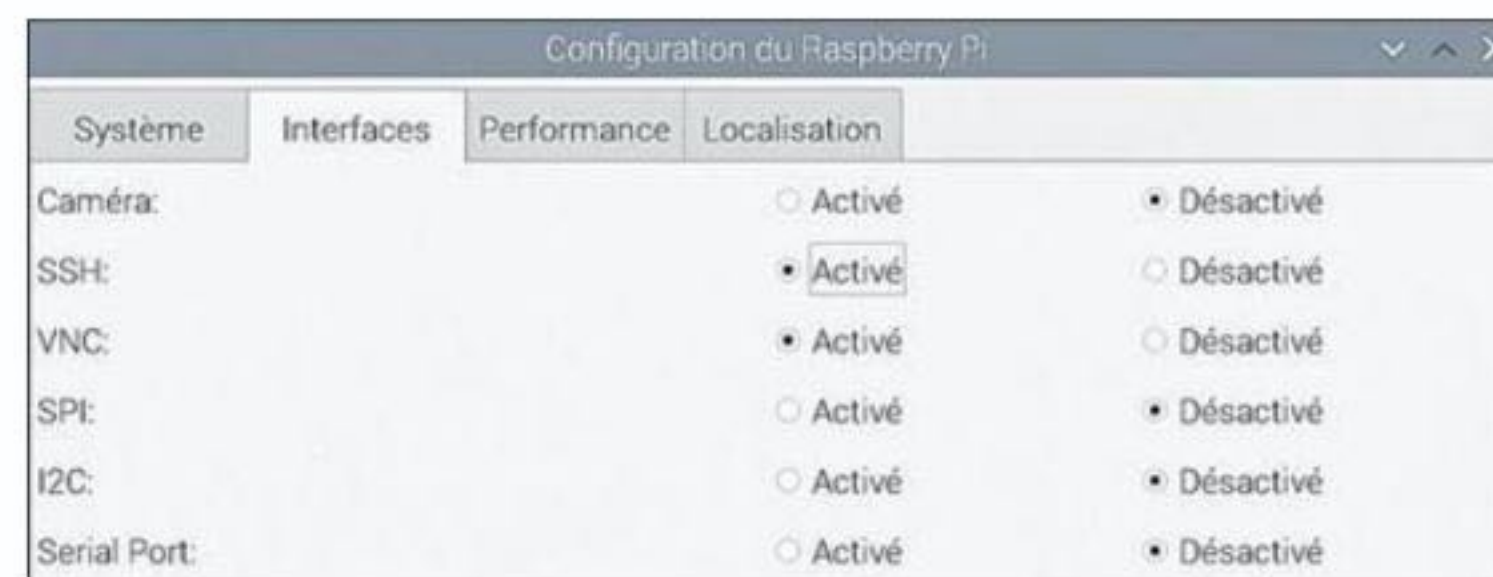 Configuration du Raspberry Pi
Système Interfaces Performance Localisation
Caméra: Activé Désactivé
SSH: Activé Désactivé
VNC: Activé Désactivé
SPI: Activé Désactivé
I2C: Activé Désactivé
Serial Port: Activé Désactivé